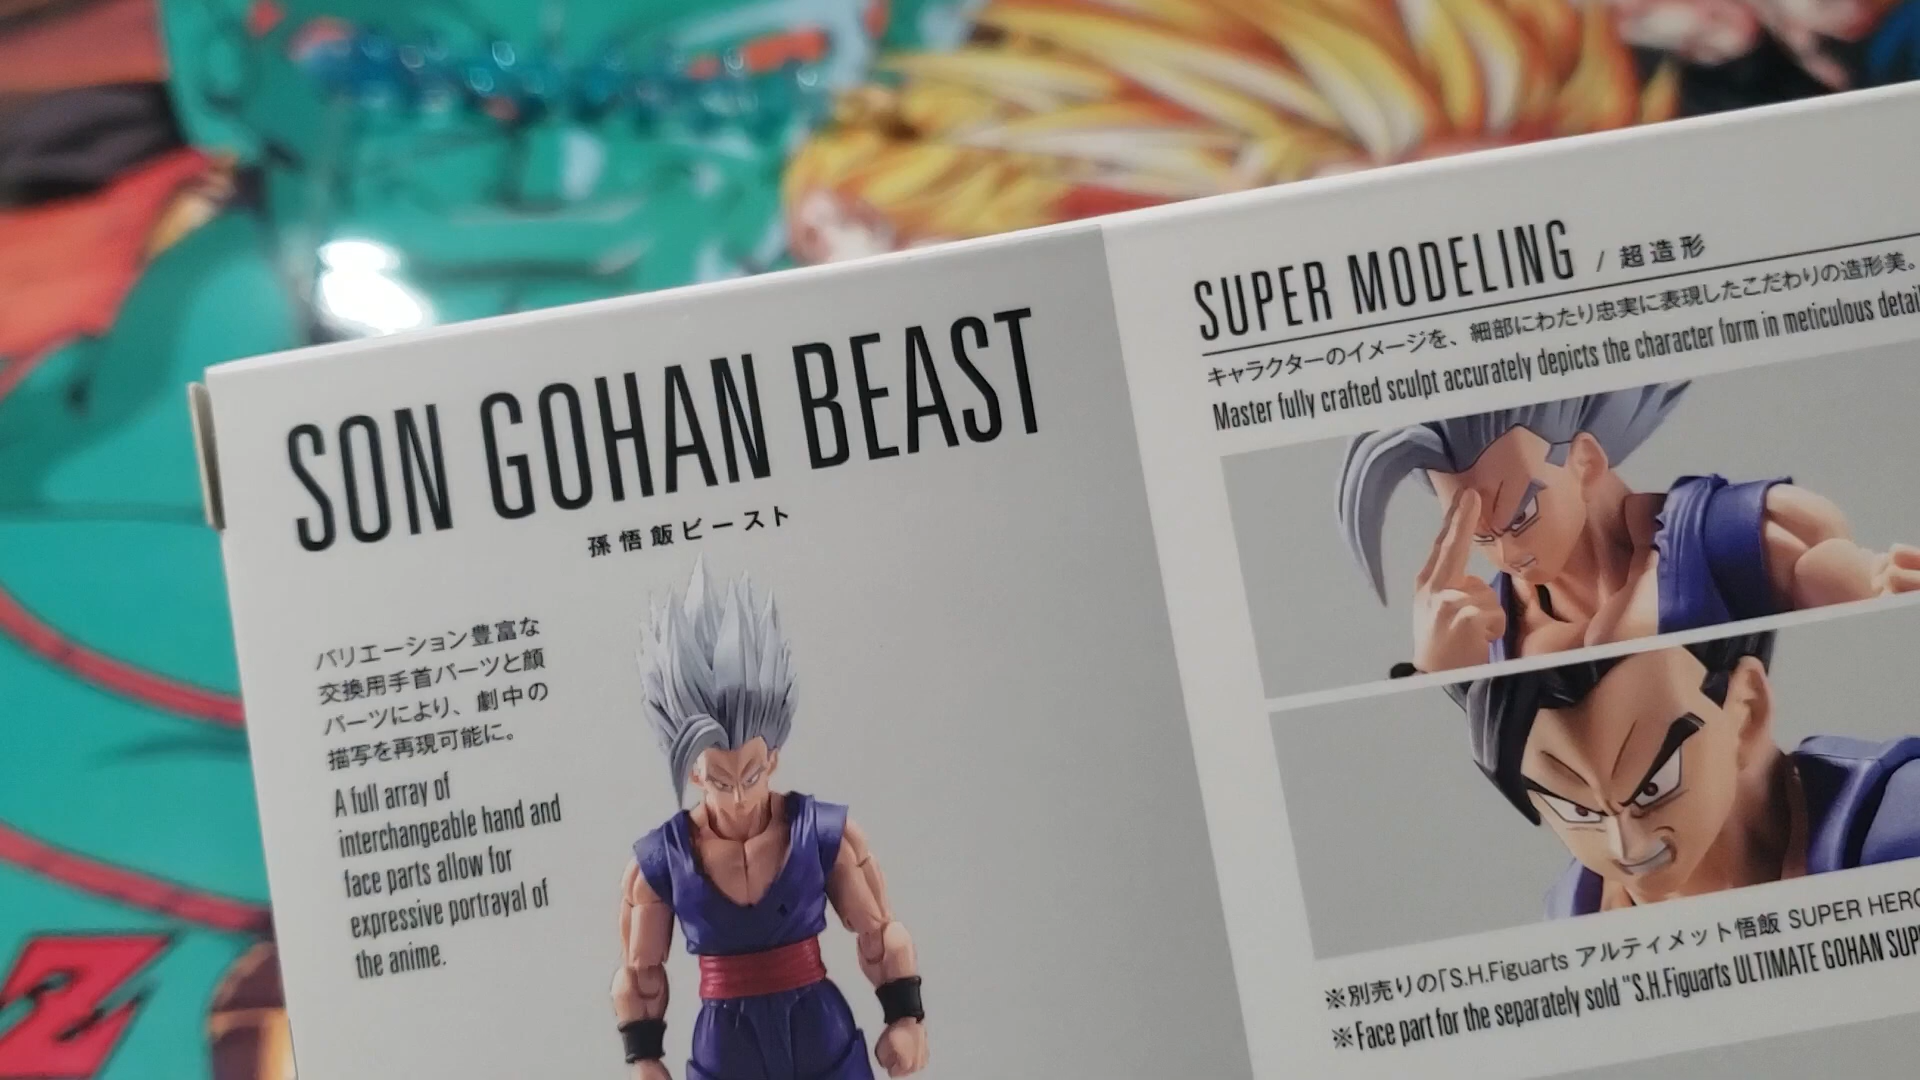 SON GOHAN BEAST
孫悟飯ビースト
バリエーション豊富な
交換用手首パーツと顔
パーツにより、劇中の
描写を再現可能に。
A full array of
interchangeable hand and
face parts allow for
expressive portrayal of
the anime.
SUPER MODELING / 超造形
キャラクターのイメージを、細部にわたり忠実に表現したこだわりの造形美。
Master fully crafted sculpt accurately depicts the character form in meticulous detail
※別売りの「S.H.Figuarts アルティメット悟飯 SUPER HERO
※Face part for the separately sold "S.H.Figuarts ULTIMATE GOHAN SUP
Z